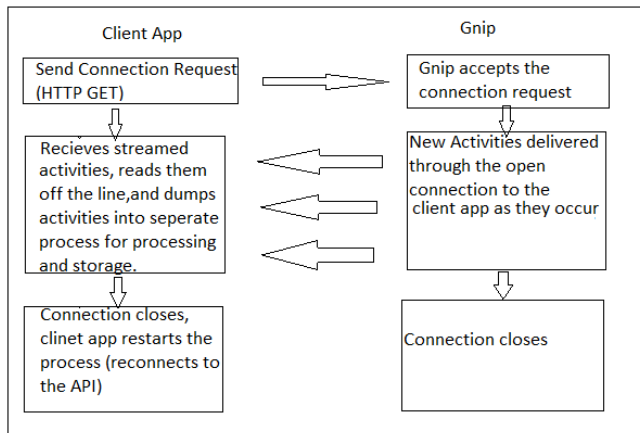 Client App
Gnip
Send Connection Request
(HTTP GET)
Gnip accepts the
connection request
Recieves streamed
activities, reads them
off the line,and dumps
activities into seperate
process for processing
and storage.
New Activities delivered
through the open
connection to the
client app as they occur
Connection closes,
clinet app restarts the
process (reconnects to
the API)
Connection closes